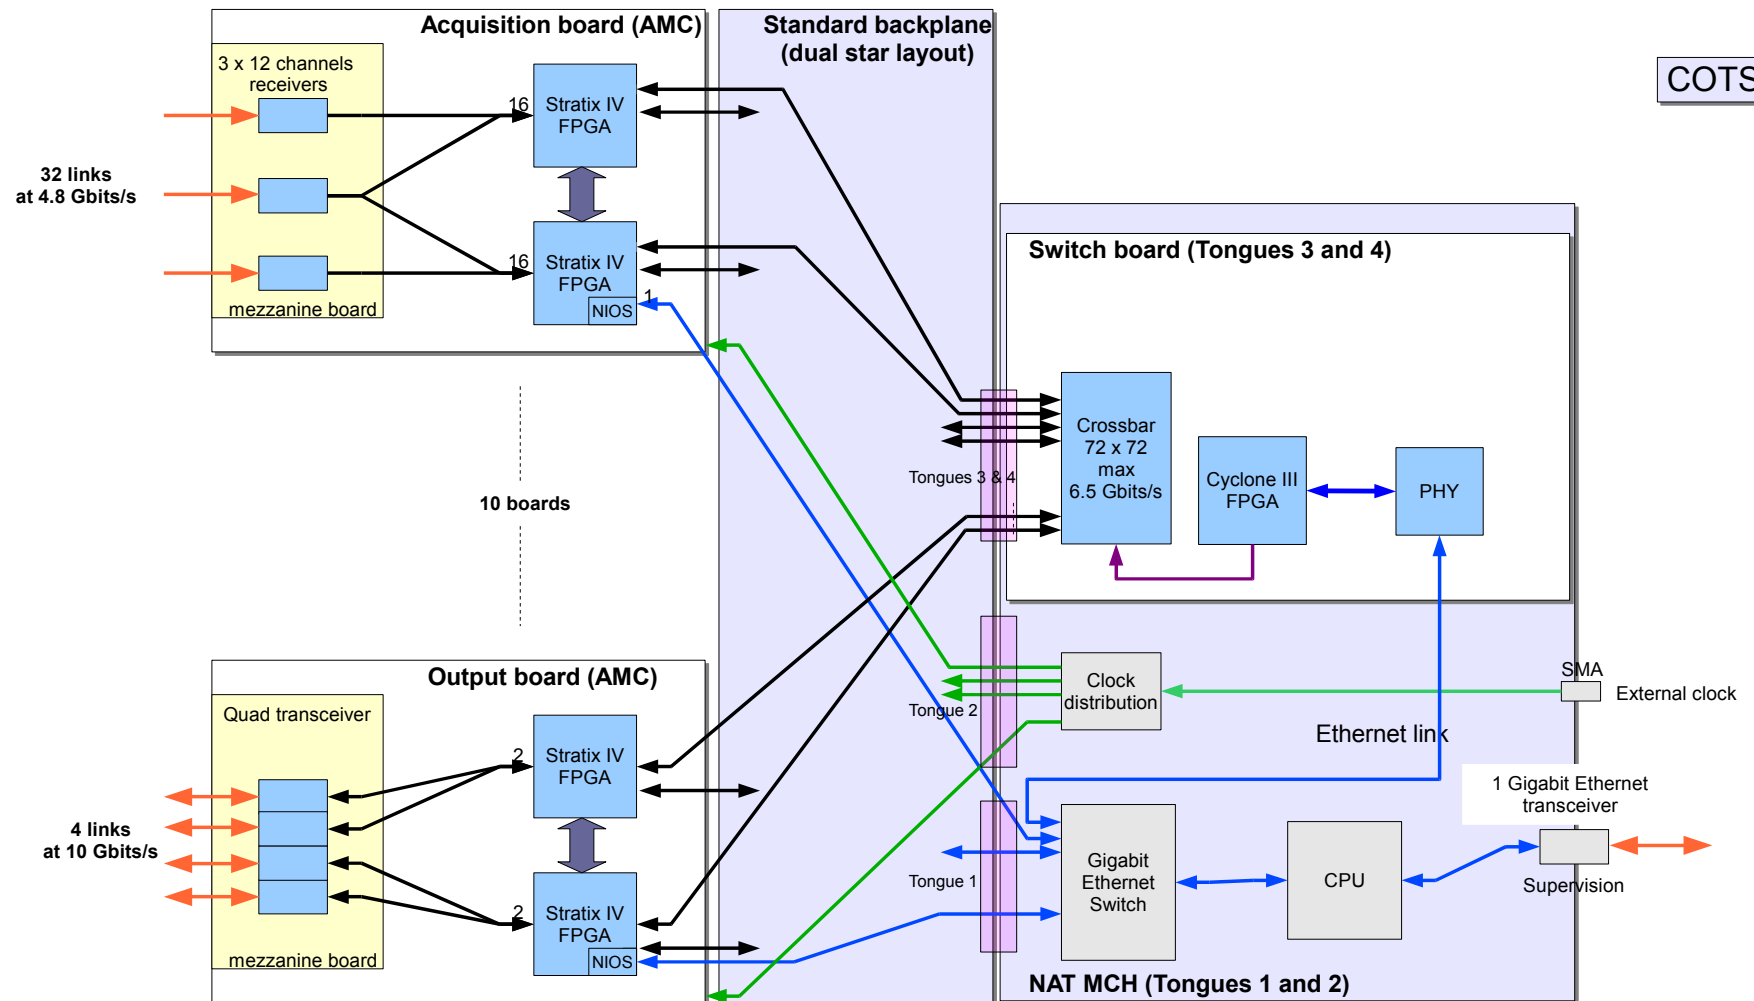 Acquisition board (AMC)
3 x 12 channels
receivers
16
Stratix IV
FPGA
32 links
at 4.8 Gbits/s
16
Stratix IV
FPGA
NIOS
1
mezzanine board
Standard backplane
(dual star layout)
COTS
Switch board (Tongues 3 and 4)
Crossbar
72 x 72
max
6.5 Gbits/s
Cyclone III
FPGA
PHY
Tongues 3 & 4
10 boards
Output board (AMC)
Quad transceiver
2
Stratix IV
FPGA
4 links
at 10 Gbits/s
2
Stratix IV
FPGA
NIOS
mezzanine board
Clock
distribution
Tongue 2
SMA
External clock
Ethernet link
1 Gigabit Ethernet
transceiver
Tongue 1
Gigabit
Ethernet
Switch
CPU
Supervision
NAT MCH (Tongues 1 and 2)